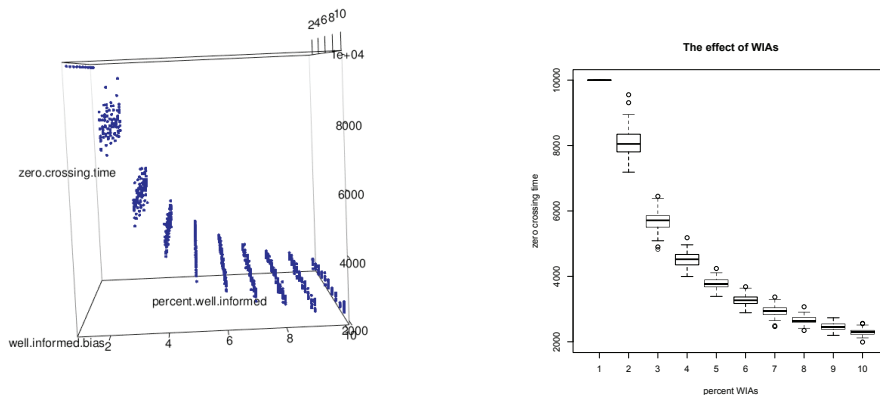 246810
1e+04
8000
zero.crossing.time
6000
4000
percent.well.informed
2000
10
well.informed.bias
2
4
6
8
The effect of WIAs
zero crossing time
10000
8000
6000
4000
2000
1 2 3 4 5 6 7 8 9 10
percent WIAs